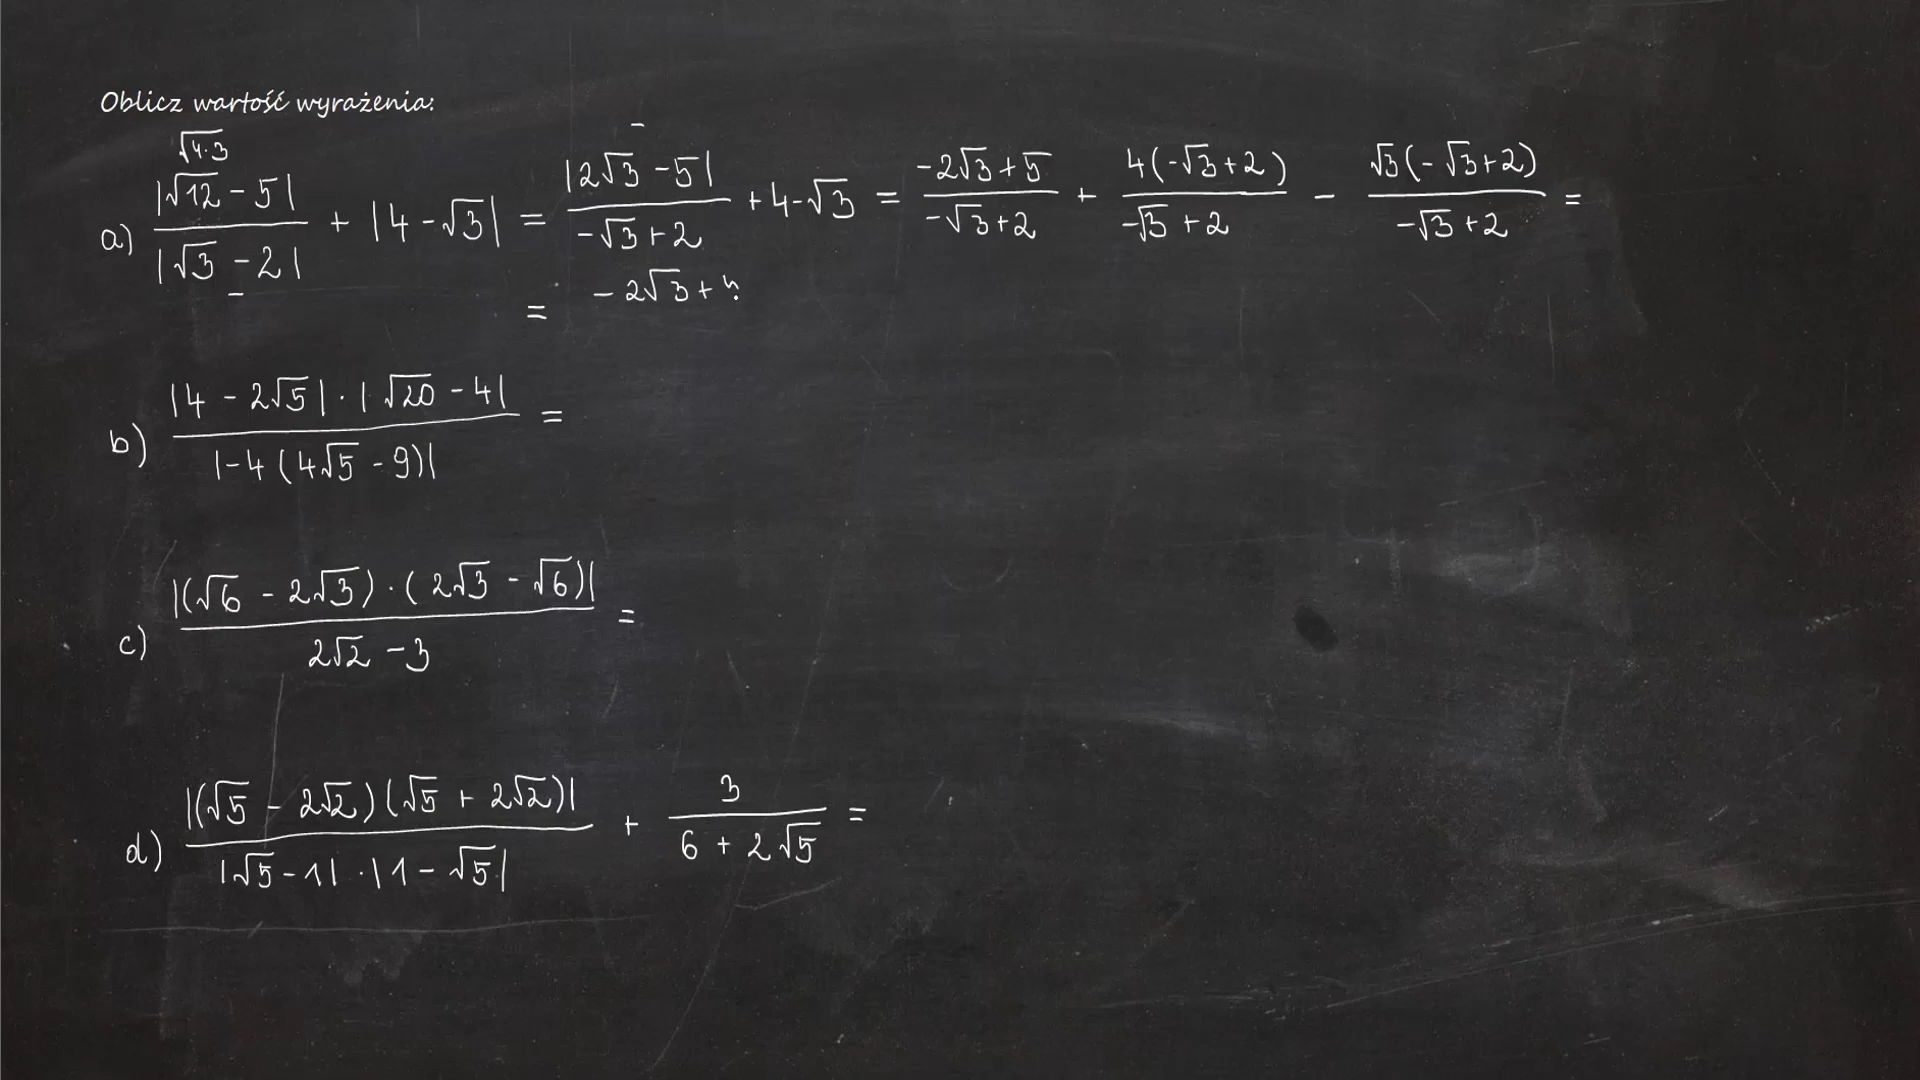 Oblicz wartość wyrażenia:
√4·3
a) |√12 - 5| / |√3 - 2| + |4 - √3| = |2√3 - 5| / -√3+2 + 4-√3 = -2√3+5 / -√3+2 + 4(-√3+2) / -√3+2 - √3(-√3+2) / -√3+2 =
= -2√3+
b) |4 - 2√5| · |√20 - 4| / |-4(4√5 - 9)| =
c) |(√6 - 2√3) · (2√3 - √6)| / 2√2 - 3 =
d) |(√5 - 2√2)(√5 + 2√2)| / |√5-1| · |1-√5| + 3 / 6 + 2√5 =